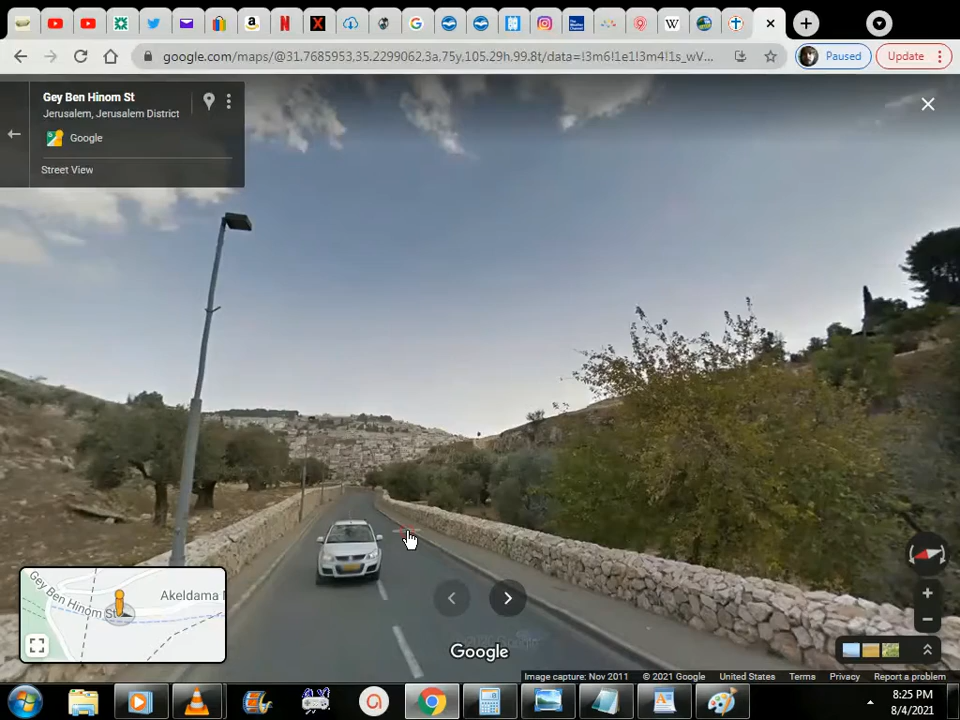 google.com/maps/@31.7685953,35.2299062,3a,75y,105.29h,99.8t/data=!3m6!1e1!3m4!1s_wV...
Paused
Update
Gey Ben Hinom St
Jerusalem, Jerusalem District
Google
Street View
Gey Ben Hinom St
Akeldama
Google
Image capture: Nov 2011
© 2021 Google
United States
Terms
Privacy
Report a problem
8:25 PM
8/4/2021